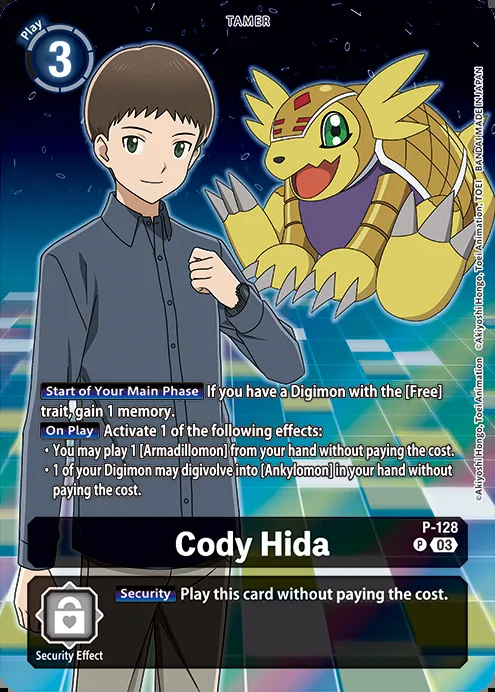 TAMER
Play
3
Start of Your Main Phase If you have a Digimon with the [Free]
trait, gain 1 memory.
On Play Activate 1 of the following effects:
・You may play 1 [Armadillomon] from your hand without paying the cost.
・1 of your Digimon may digivolve into [Ankylomon] in your hand without
paying the cost.
©Akiyoshi Hongo, Toei Animation, TOEI BANDAI MADE IN JAPAN
©Akiyoshi Hongo, Toei Animation
P-128
P 03
Cody Hida
Security Play this card without paying the cost.
Security Effect